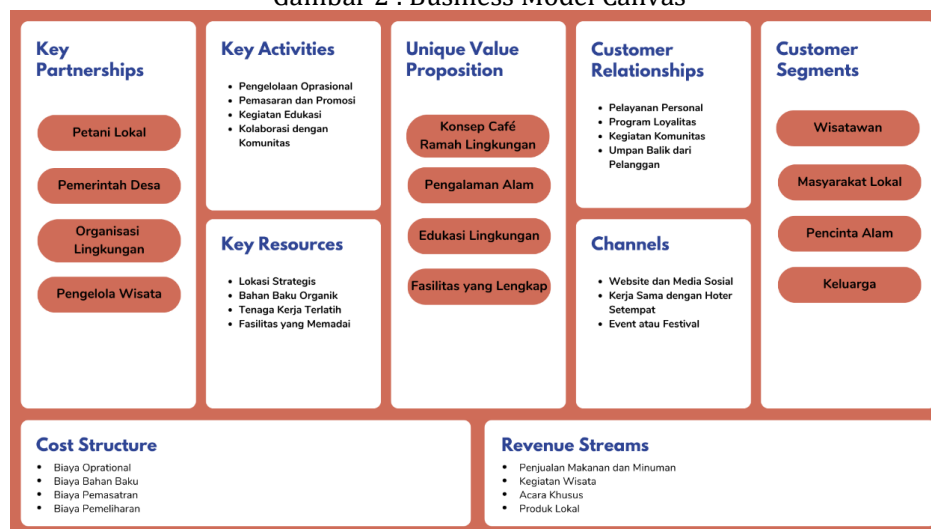 Gambar 2 . Business Model Canvas
Key
Partnerships
Petani Lokal
Pemerintah Desa
Organisasi
Lingkungan
Pengelola Wisata
Key Activities
• Pengelolaan Oprasional
• Pemasaran dan Promosi
• Kegiatan Edukasi
• Kolaborasi dengan
Komunitas
Key Resources
• Lokasi Strategis
• Bahan Baku Organik
• Tenaga Kerja Terlatih
• Fasilitas yang Memadai
Unique Value
Proposition
Konsep Café
Ramah Lingkungan
Pengalaman Alam
Edukasi Lingkungan
Fasilitas yang Lengkap
Customer
Relationships
• Pelayanan Personal
• Program Loyalitas
• Kegiatan Komunitas
• Umpan Balik dari
Pelanggan
Channels
• Website dan Media Sosial
• Kerja Sama dengan Hoter
Setempat
• Event atau Festival
Customer
Segments
Wisatawan
Masyarakat Lokal
Pencinta Alam
Keluarga
Cost Structure
• Biaya Oprational
• Biaya Bahan Baku
• Biaya Pemasatran
• Biaya Pemeliharan
Revenue Streams
• Penjualan Makanan dan Minuman
• Kegiatan Wisata
• Acara Khusus
• Produk Lokal